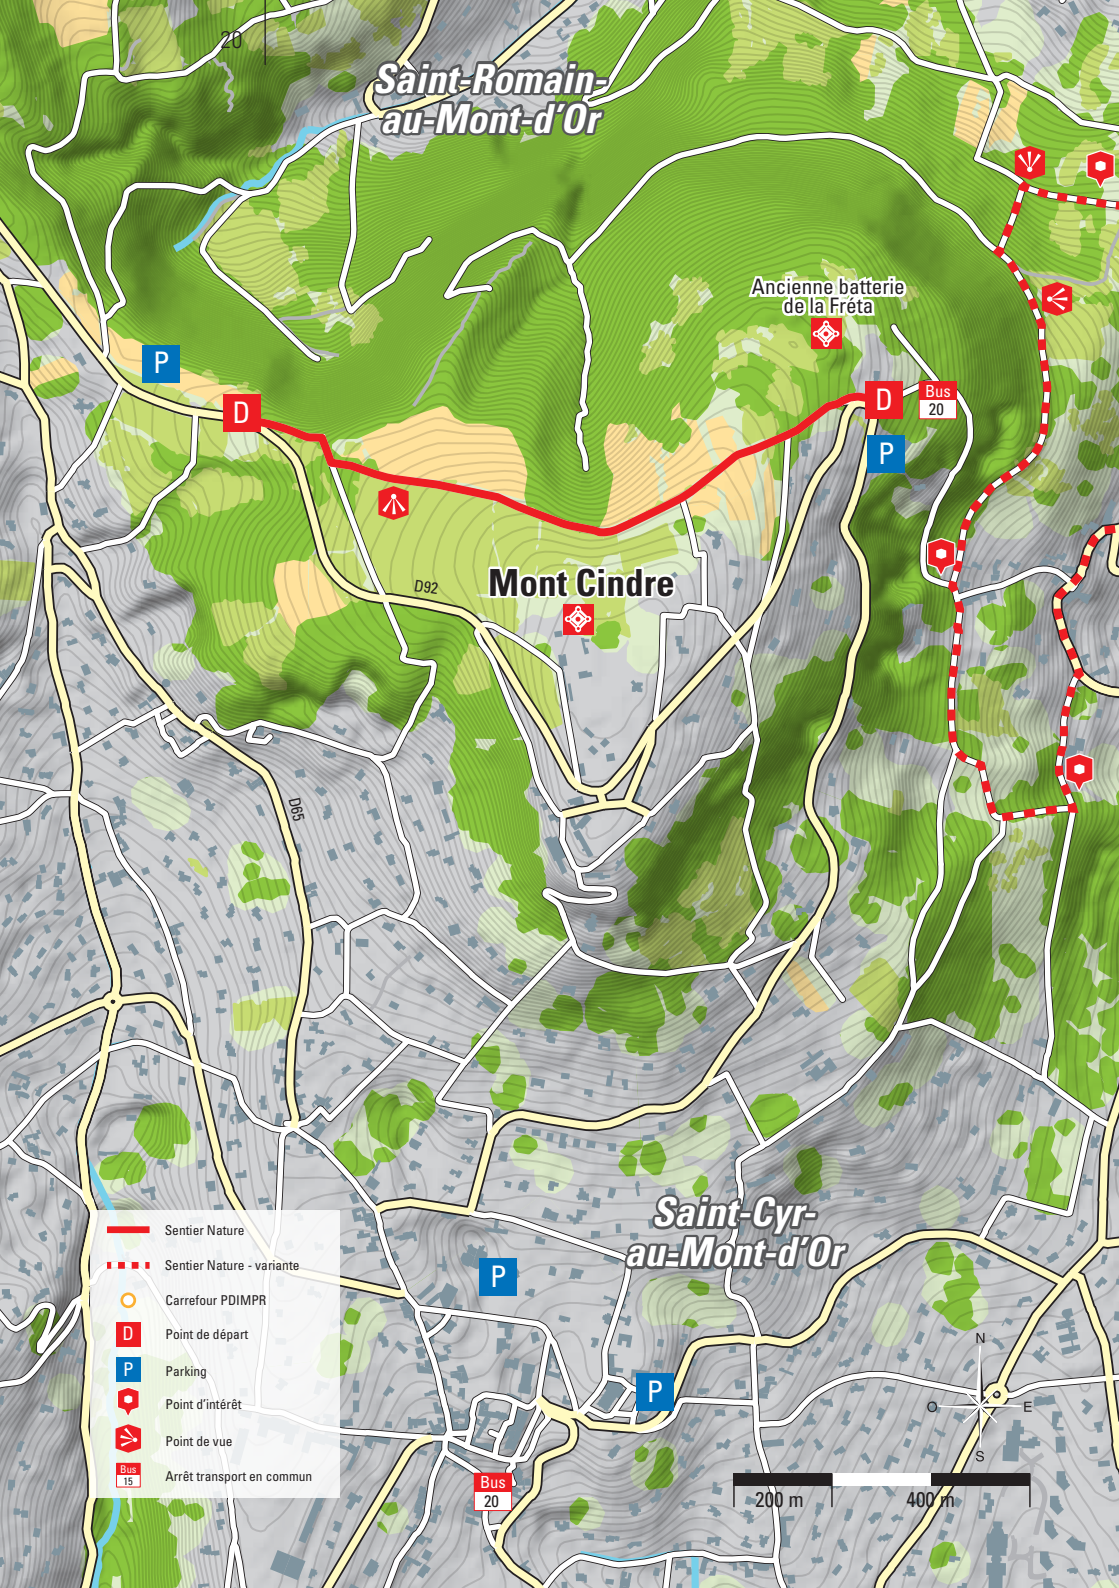 20
Saint-Romain-
au-Mont-d'Or
Ancienne batterie
de la Fréta
P
D
D
Bus
20
P
D92
Mont Cindre
D65
Saint-Cyr-
au-Mont-d'Or
P
P
Bus
20
Sentier Nature
Sentier Nature - variante
Carrefour PDIMPR
D
Point de départ
P
Parking
Point d'intérêt
Point de vue
Bus
15
Arrêt transport en commun
N
O
E
S
200 m
400 m